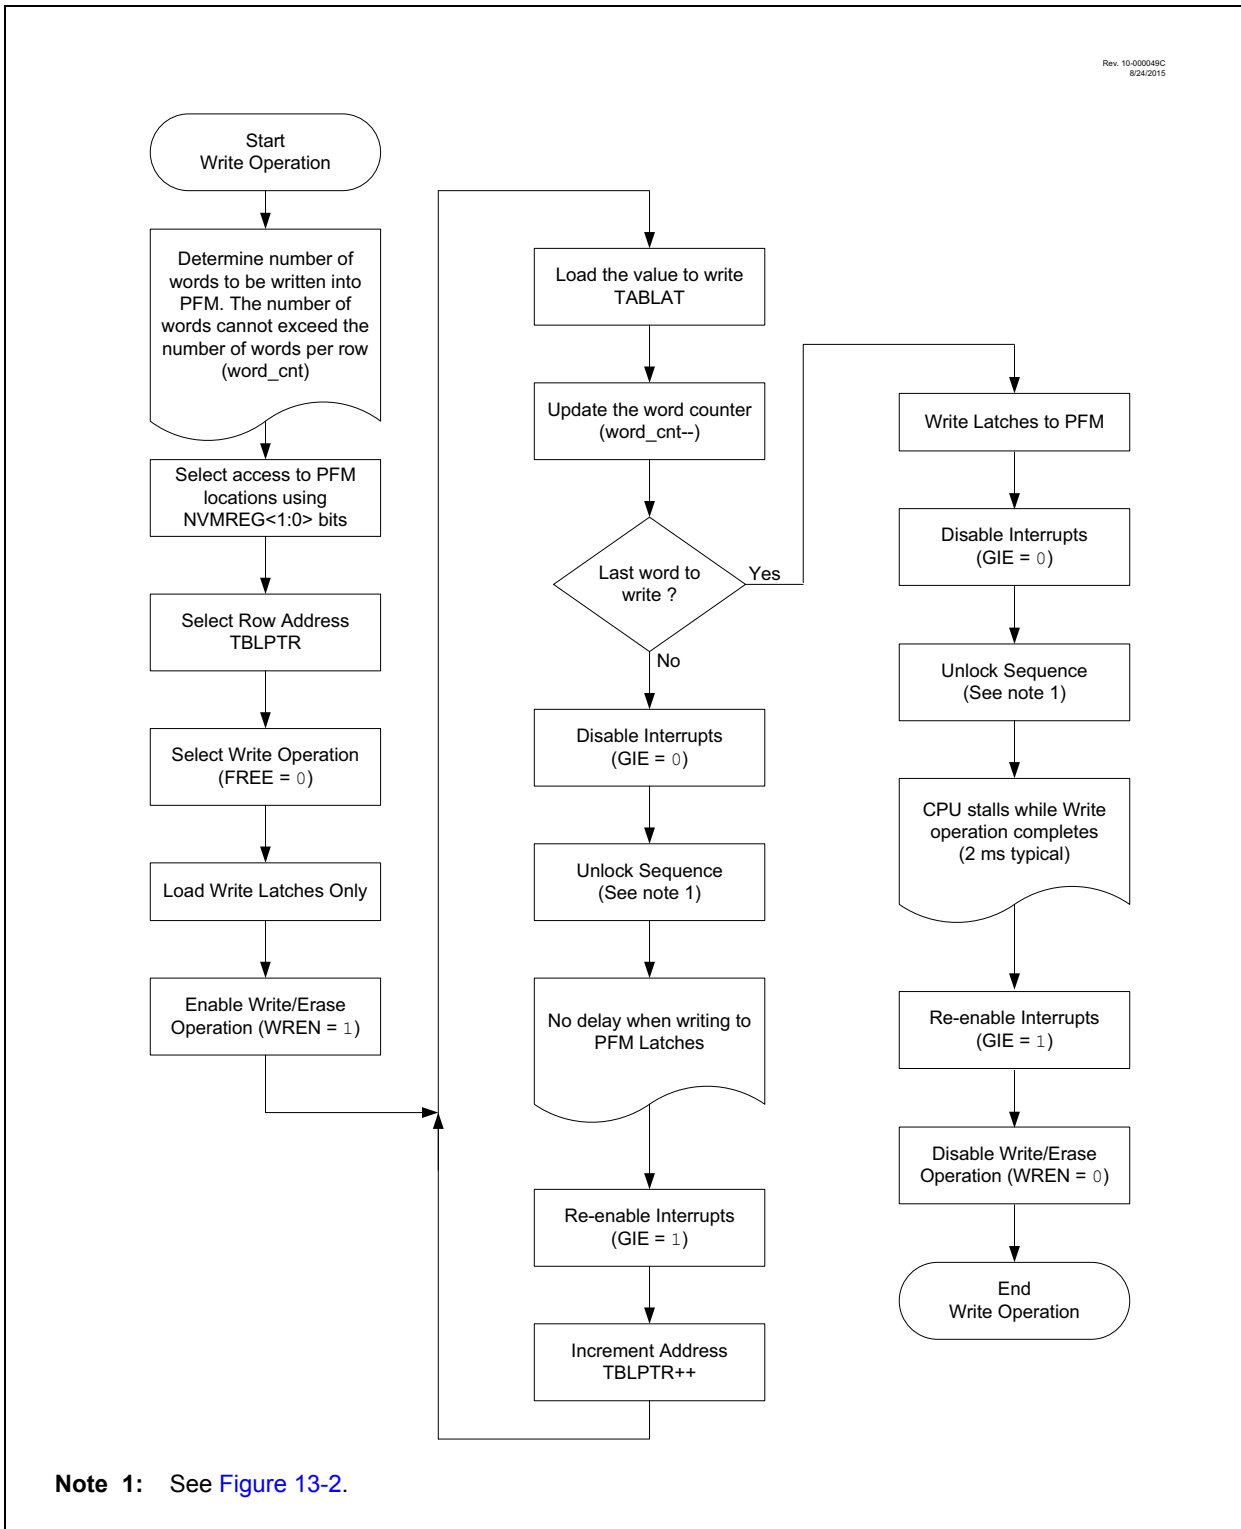 Rev. 10-000049C
8/24/2015
Start
Write Operation
Determine number of
words to be written into
PFM. The number of
words cannot exceed the
number of words per row
(word_cnt)
Select access to PFM
locations using
NVMREG<1:0> bits
Select Row Address
TBLPTR
Select Write Operation
(FREE = 0)
Load Write Latches Only
Enable Write/Erase
Operation (WREN = 1)
Load the value to write
TABLAT
Update the word counter
(word_cnt--)
Last word to
write ?
Yes
No
Disable Interrupts
(GIE = 0)
Unlock Sequence
(See note 1)
No delay when writing to
PFM Latches
Re-enable Interrupts
(GIE = 1)
Increment Address
TBLPTR++
Write Latches to PFM
Disable Interrupts
(GIE = 0)
Unlock Sequence
(See note 1)
CPU stalls while Write
operation completes
(2 ms typical)
Re-enable Interrupts
(GIE = 1)
Disable Write/Erase
Operation (WREN = 0)
End
Write Operation
Note 1: See Figure 13-2.